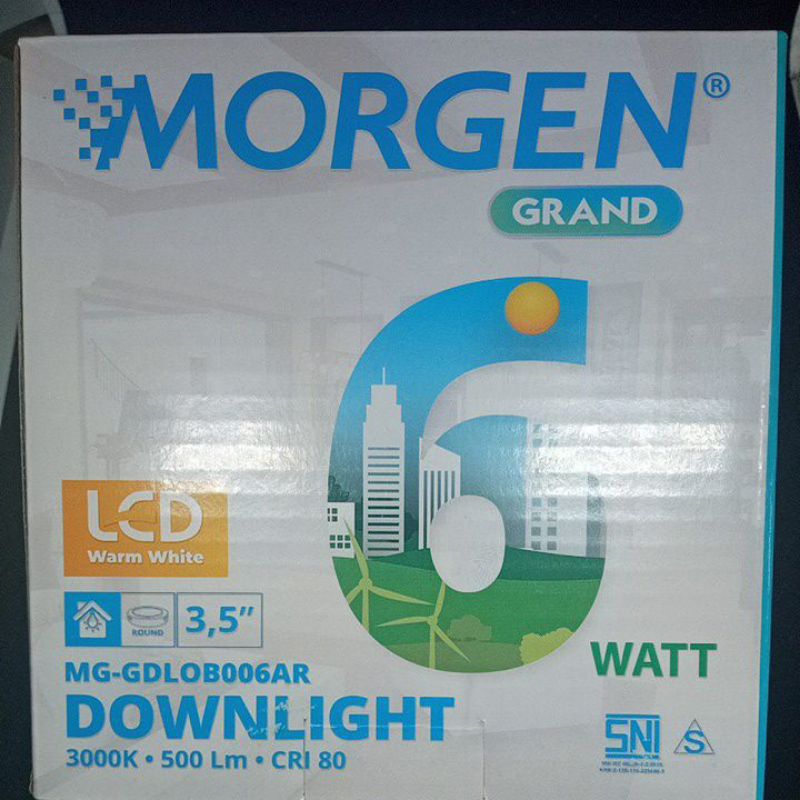 MORGEN®
GRAND
6
LED
Warm White
ROUND
3,5"
WATT
MG-GDLOB006AR
DOWNLIGHT
3000K • 500 Lm • CRI 80
SNI
S